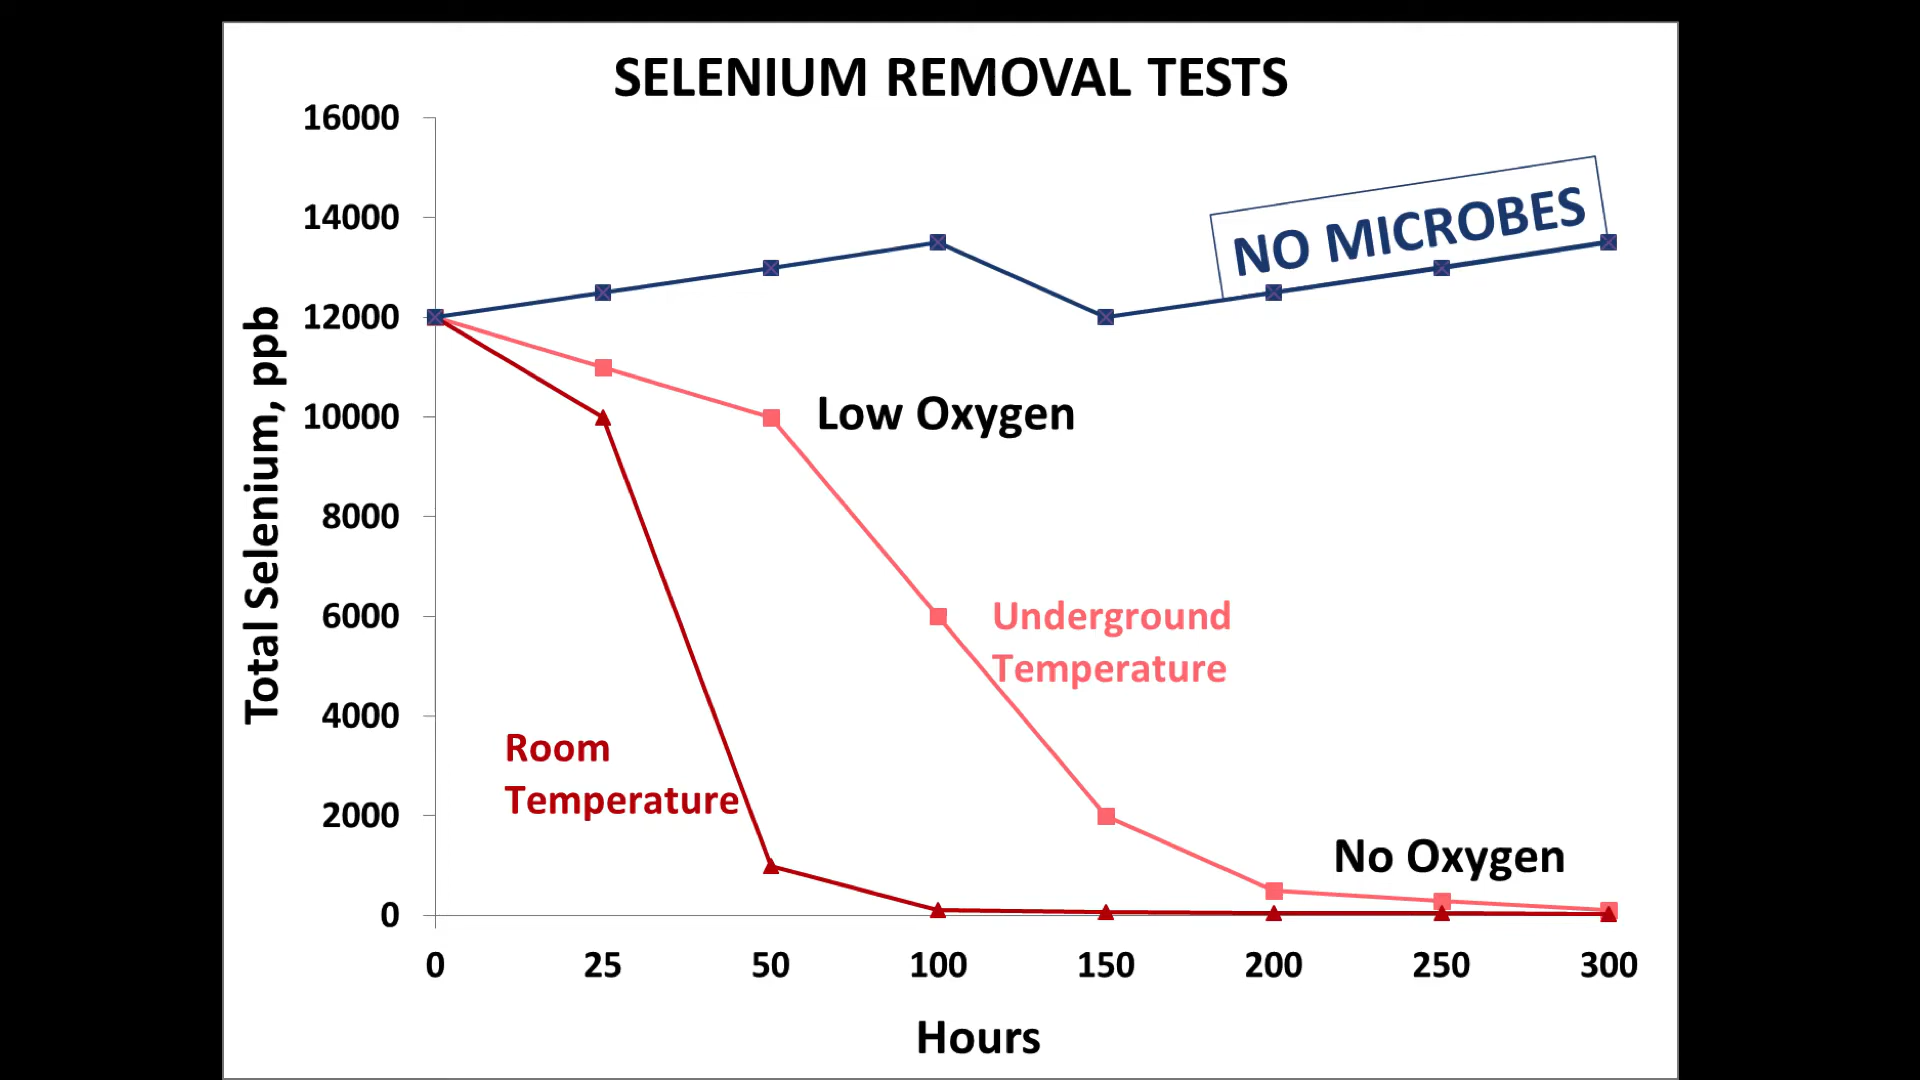 SELENIUM REMOVAL TESTS
16000
14000
12000
10000
8000
6000
4000
2000
0
Total Selenium, ppb
NO MICROBES
Low Oxygen
Underground
Temperature
Room
Temperature
No Oxygen
0 25 50 100 150 200 250 300
Hours